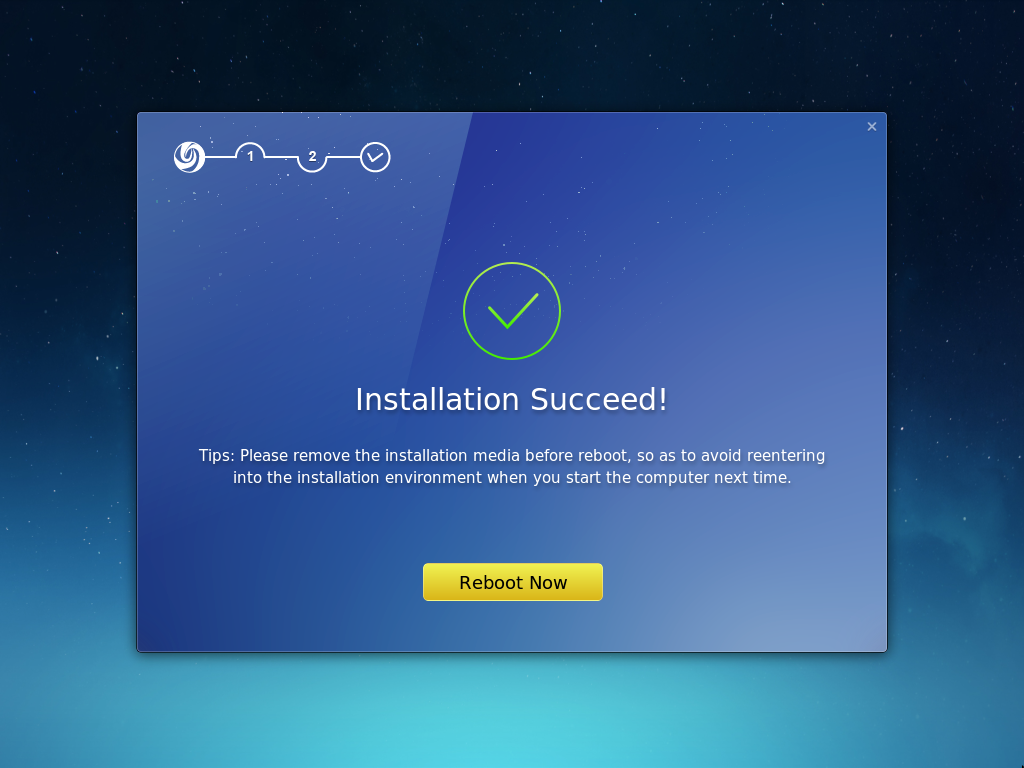 1
2
Installation Succeed!
Tips: Please remove the installation media before reboot, so as to avoid reentering
into the installation environment when you start the computer next time.
Reboot Now